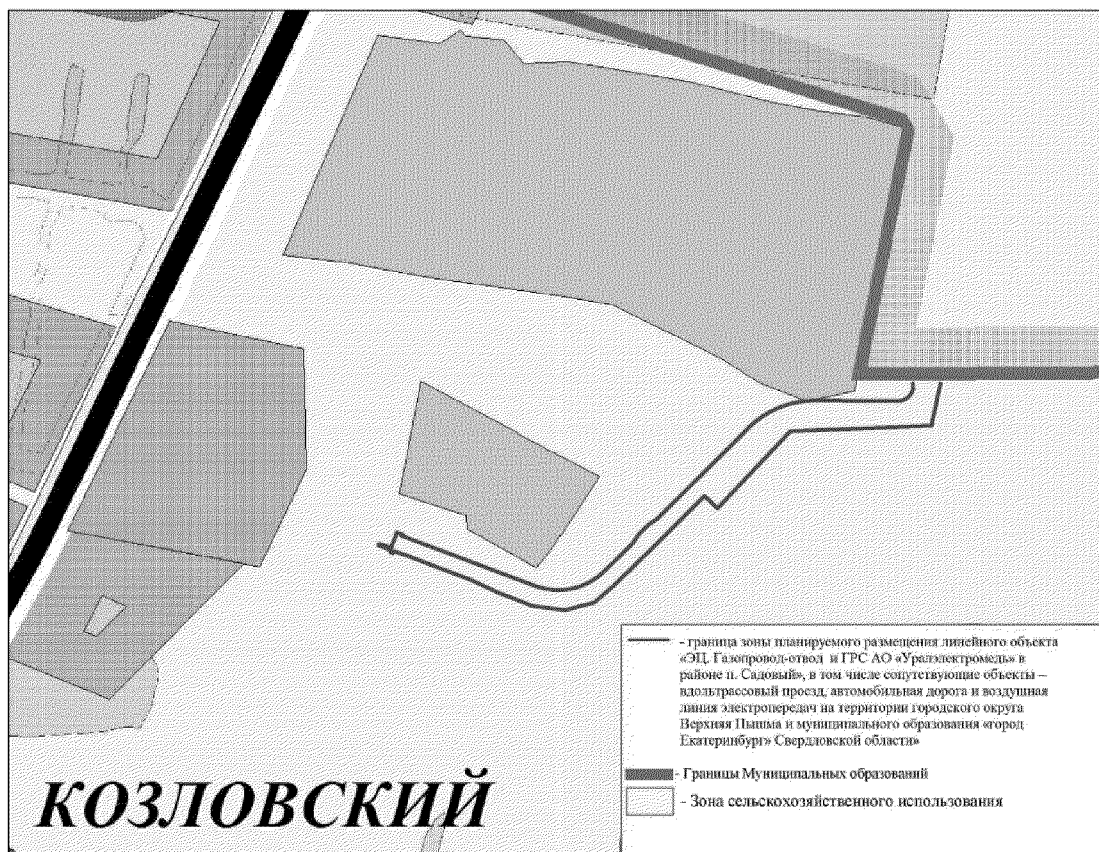 - граница зоны планируемого размещения линейного объекта
«ЭЦ. Газопровод-отвод и ГРС АО «Уралэлектромедь» в
районе п. Садовый», в том числе сопутствующие объекты –
вдольтрассовый проезд, автомобильная дорога и воздушная
линия электропередач на территории городского округа
Верхняя Пышма и муниципального образования «город
Екатеринбург» Свердловской области»
- Границы Муниципальных образований
- Зона сельскохозяйственного использования
КОЗЛОВСКИЙ